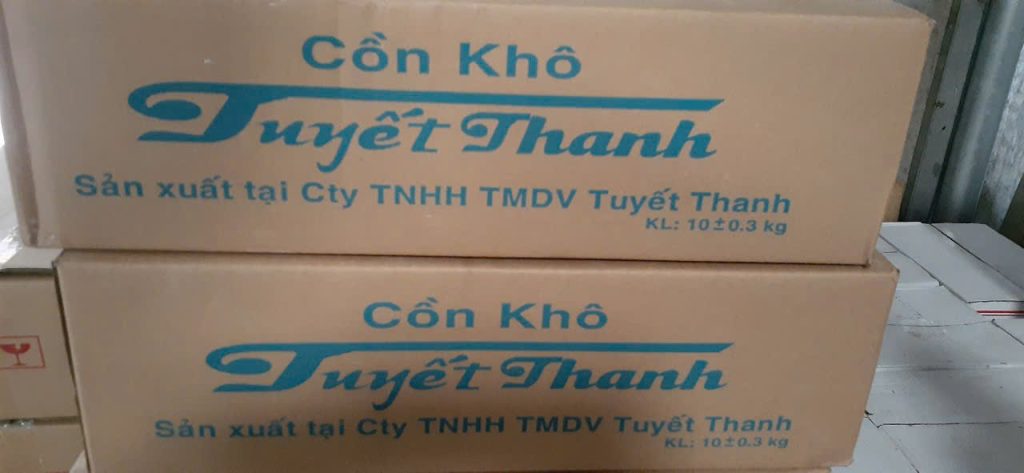 Cồn Khô
Tuyết Thanh
Sản xuất tại Cty TNHH TMDV Tuyết Thanh
KL: 10±0.3 kg
Cồn Khô
Tuyết Thanh
Sản xuất tại Cty TNHH TMDV Tuyết Thanh
KL: 10±0.3 kg